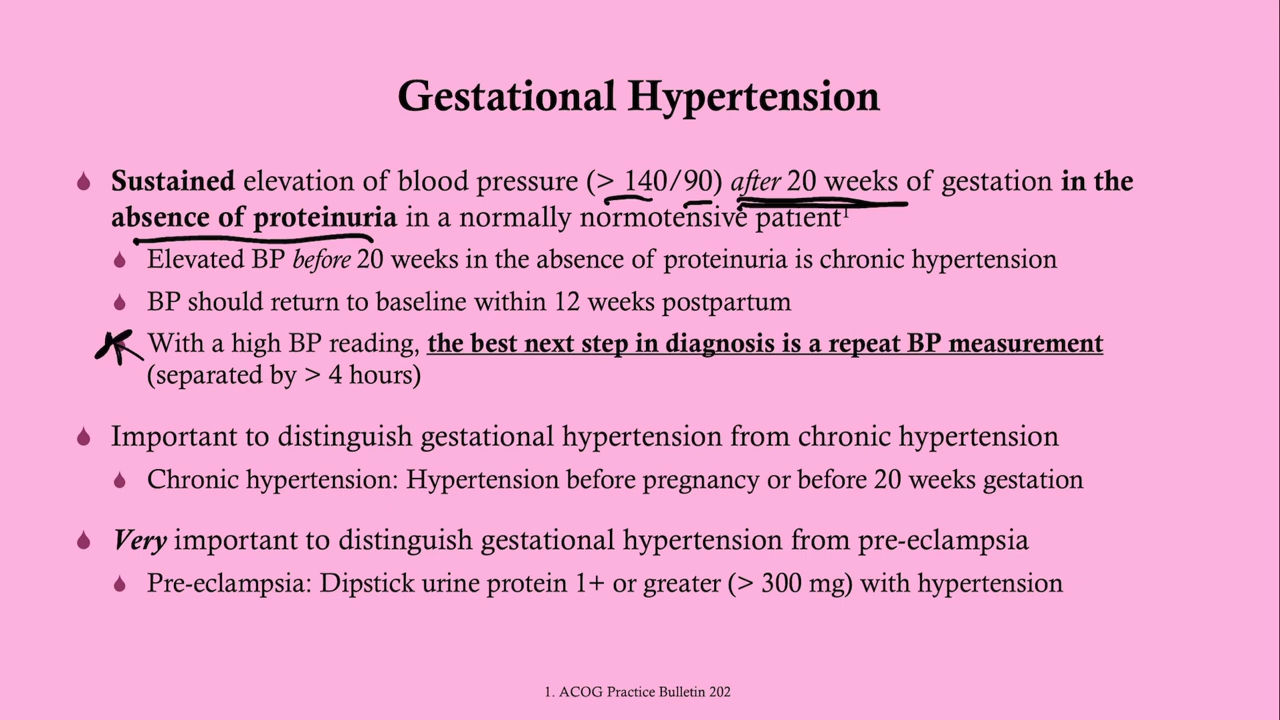 Gestational Hypertension
Sustained elevation of blood pressure (> 140/90) after 20 weeks of gestation in the
absence of proteinuria in a normally normotensive patient¹
Elevated BP before 20 weeks in the absence of proteinuria is chronic hypertension
BP should return to baseline within 12 weeks postpartum
With a high BP reading, the best next step in diagnosis is a repeat BP measurement
(separated by > 4 hours)
Important to distinguish gestational hypertension from chronic hypertension
Chronic hypertension: Hypertension before pregnancy or before 20 weeks gestation
Very important to distinguish gestational hypertension from pre-eclampsia
Pre-eclampsia: Dipstick urine protein 1+ or greater (> 300 mg) with hypertension
1. ACOG Practice Bulletin 202